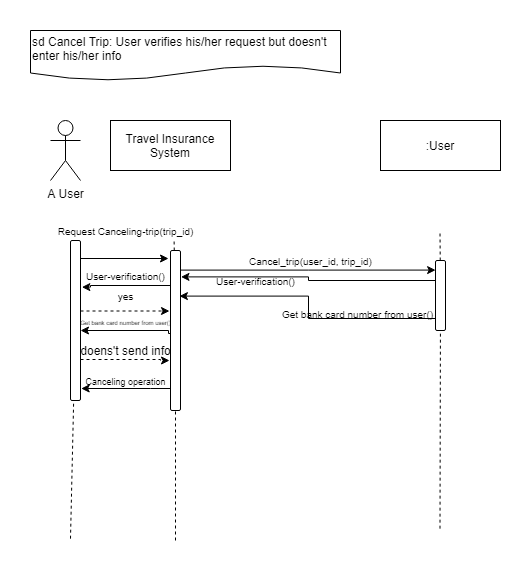 sd Cancel Trip: User verifies his/her request but doesn't
enter his/her info
Travel Insurance
System
:User
A User
Request Canceling-trip(trip_id)
Cancel_trip(user_id, trip_id)
User-verification()
User-verification()
yes
Get bank card number from user()
Get bank card number from user()
doens't send info
Canceling operation